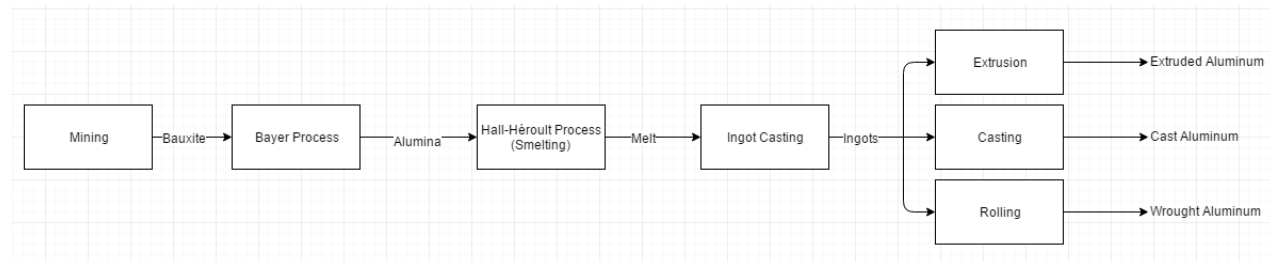 Mining
Bauxite
Bayer Process
Alumina
Hall-Héroult Process
(Smelting)
Melt
Ingot Casting
Ingots
Extrusion
Extruded Aluminum
Casting
Cast Aluminum
Rolling
Wrought Aluminum